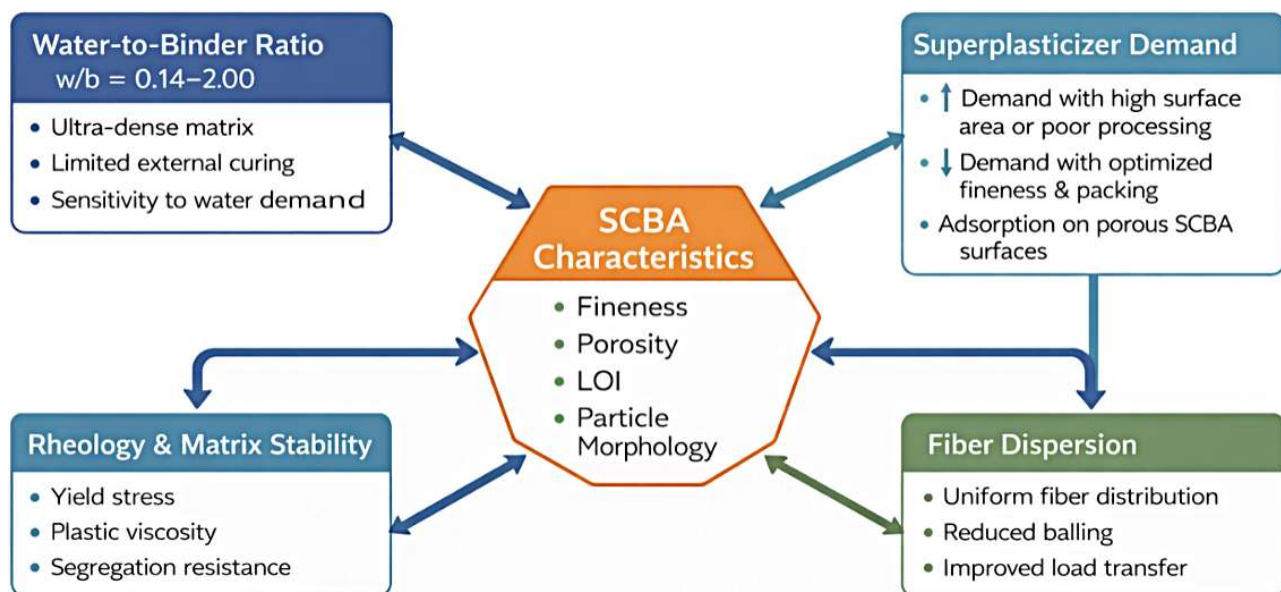 Water-to-Binder Ratio
w/b = 0.14–2.00
• Ultra-dense matrix
• Limited external curing
• Sensitivity to water demand
Superplasticizer Demand
• ↑ Demand with high surface
area or poor processing
• ↓ Demand with optimized
fineness & packing
• Adsorption on porous SCBA
surfaces
SCBA
Characteristics
• Fineness
• Porosity
• LOI
• Particle
Morphology
Rheology & Matrix Stability
• Yield stress
• Plastic viscosity
• Segregation resistance
Fiber Dispersion
• Uniform fiber distribution
• Reduced balling
• Improved load transfer